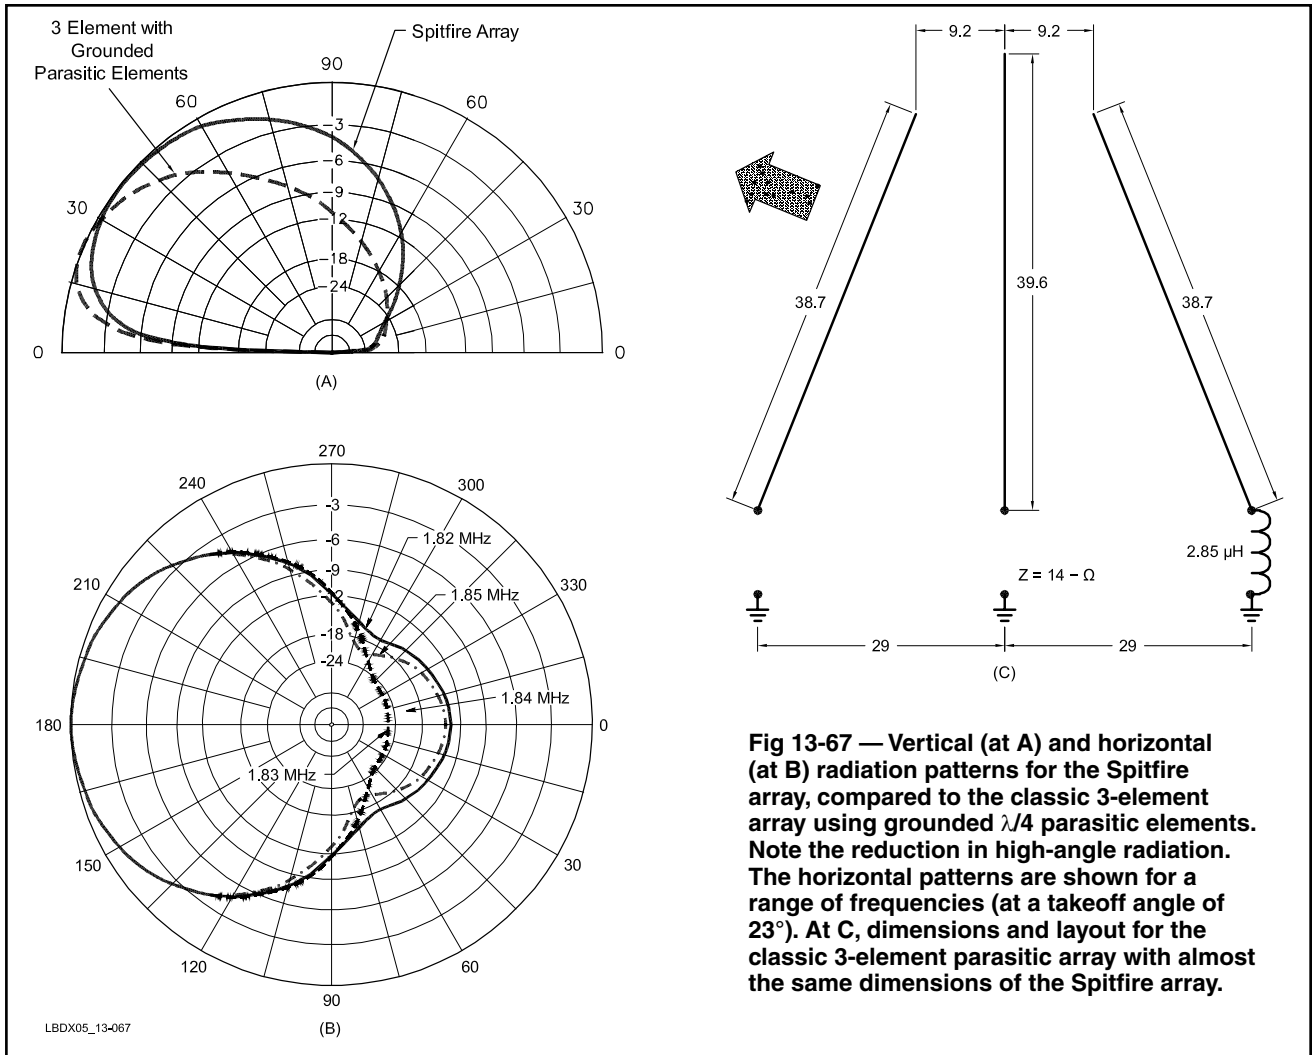 3 Element with
Grounded
Parasitic Elements
Spitfire Array
90
60
60
30
30
0
0
-3
-6
-9
-12
-18
-24
(A)
270
240
300
210
330
180
0
150
30
120
60
90
-3
-6
-9
-12
-18
-24
1.82 MHz
1.85 MHz
1.84 MHz
1.83 MHz
(B)
LBDX05_13-067
9.2
9.2
38.7
39.6
38.7
2.85 µH
Z = 14 – Ω
29
29
(C)
Fig 13-67 — Vertical (at A) and horizontal
(at B) radiation patterns for the Spitfire
array, compared to the classic 3-element
array using grounded λ/4 parasitic elements.
Note the reduction in high-angle radiation.
The horizontal patterns are shown for a
range of frequencies (at a takeoff angle of
23°). At C, dimensions and layout for the
classic 3-element parasitic array with almost
the same dimensions of the Spitfire array.